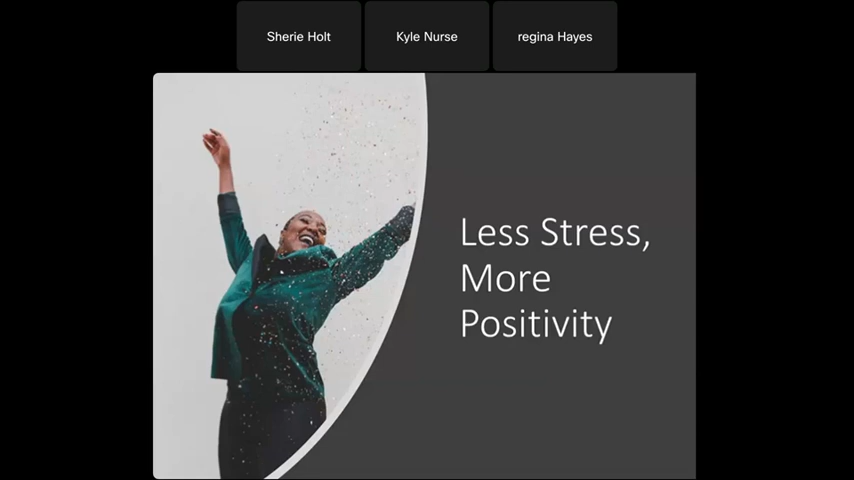 Sherie Holt
Kyle Nurse
regina Hayes
Less Stress,
More
Positivity